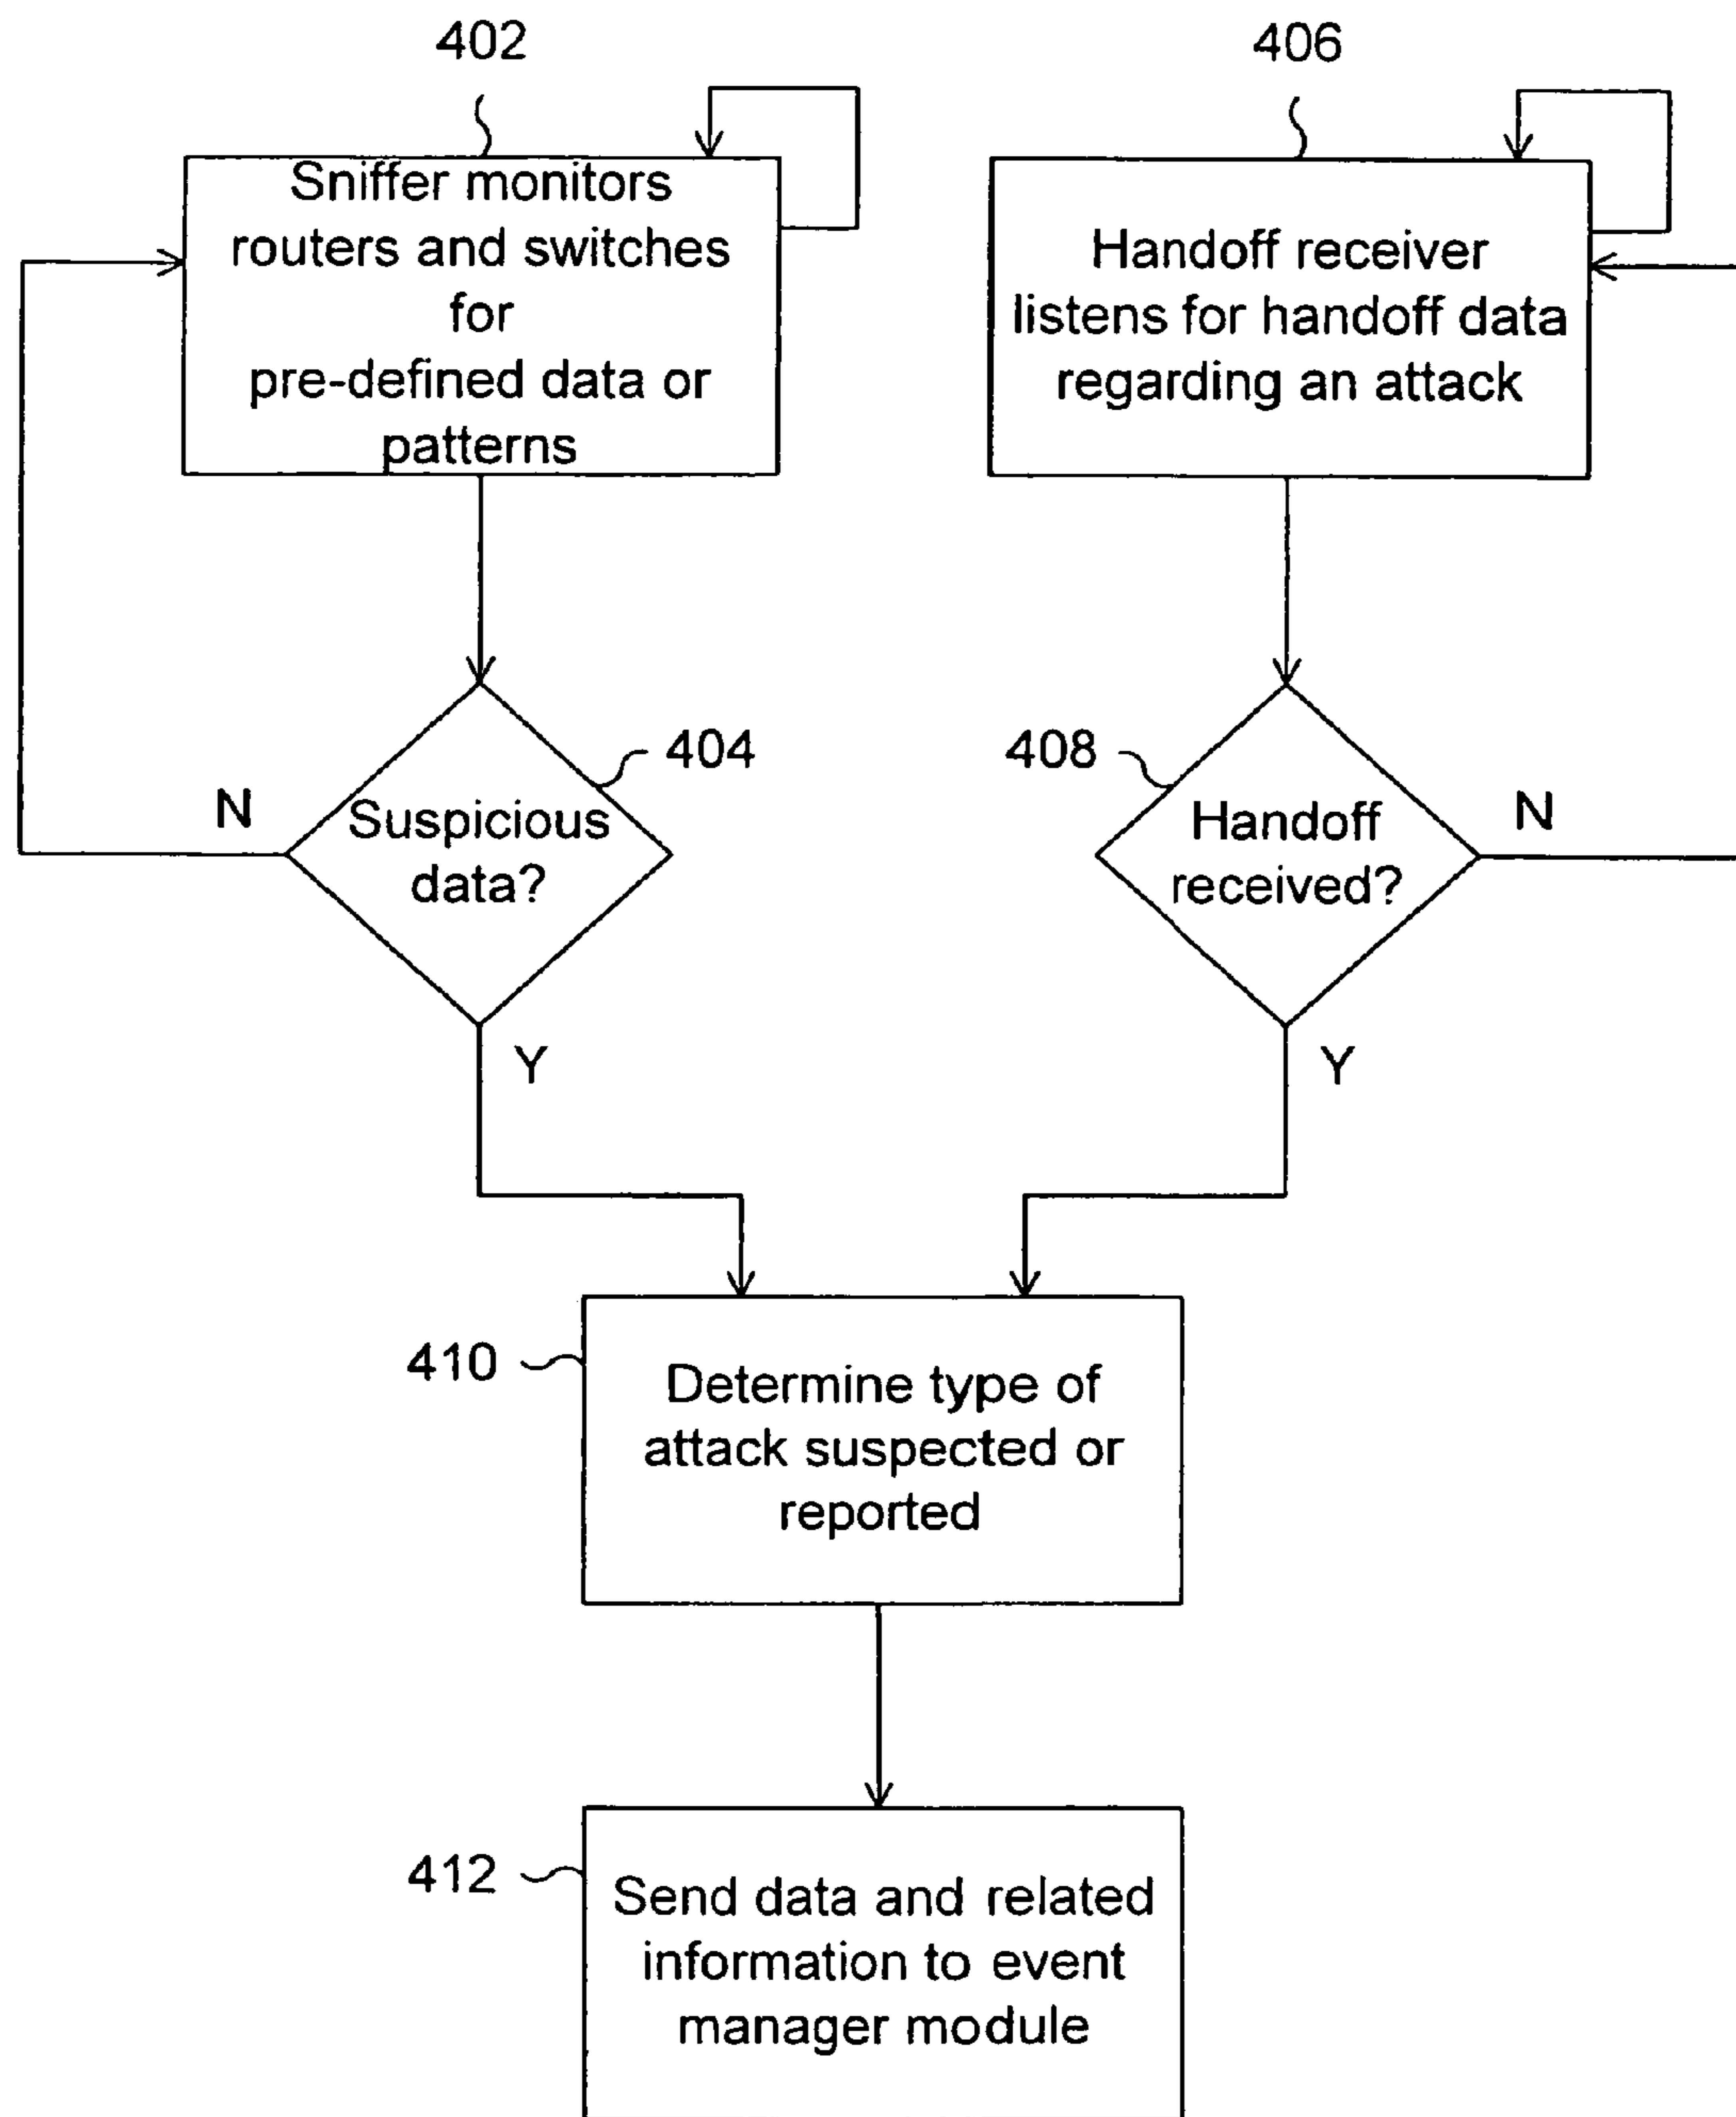 402
Sniffer monitors
routers and switches
for
pre-defined data or
patterns
406
Handoff receiver
listens for handoff data
regarding an attack
404
Suspicious
data?
N
Y
408
Handoff
received?
N
Y
410
Determine type of
attack suspected or
reported
412
Send data and related
information to event
manager module